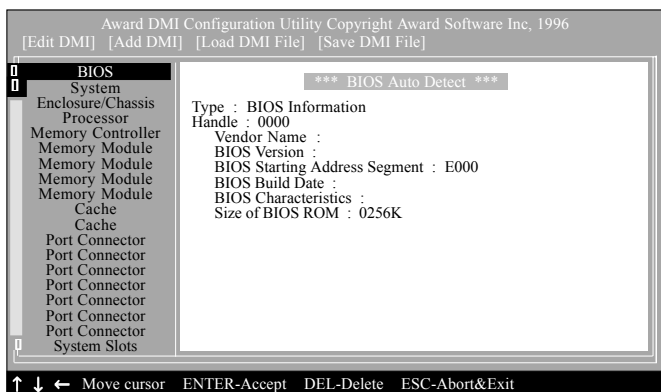 Award DMI Configuration Utility Copyright Award Software Inc, 1996
[Edit DMI] [Add DMI] [Load DMI File] [Save DMI File]
BIOS
System
Enclosure/Chassis
Processor
Memory Controller
Memory Module
Memory Module
Memory Module
Memory Module
Cache
Cache
Port Connector
Port Connector
Port Connector
Port Connector
Port Connector
Port Connector
Port Connector
System Slots
*** BIOS Auto Detect ***
Type : BIOS Information
Handle : 0000
Vendor Name :
BIOS Version :
BIOS Starting Address Segment : E000
BIOS Build Date :
BIOS Characteristics :
Size of BIOS ROM : 0256K
↑ ↓ ← Move cursor ENTER-Accept DEL-Delete ESC-Abort&Exit